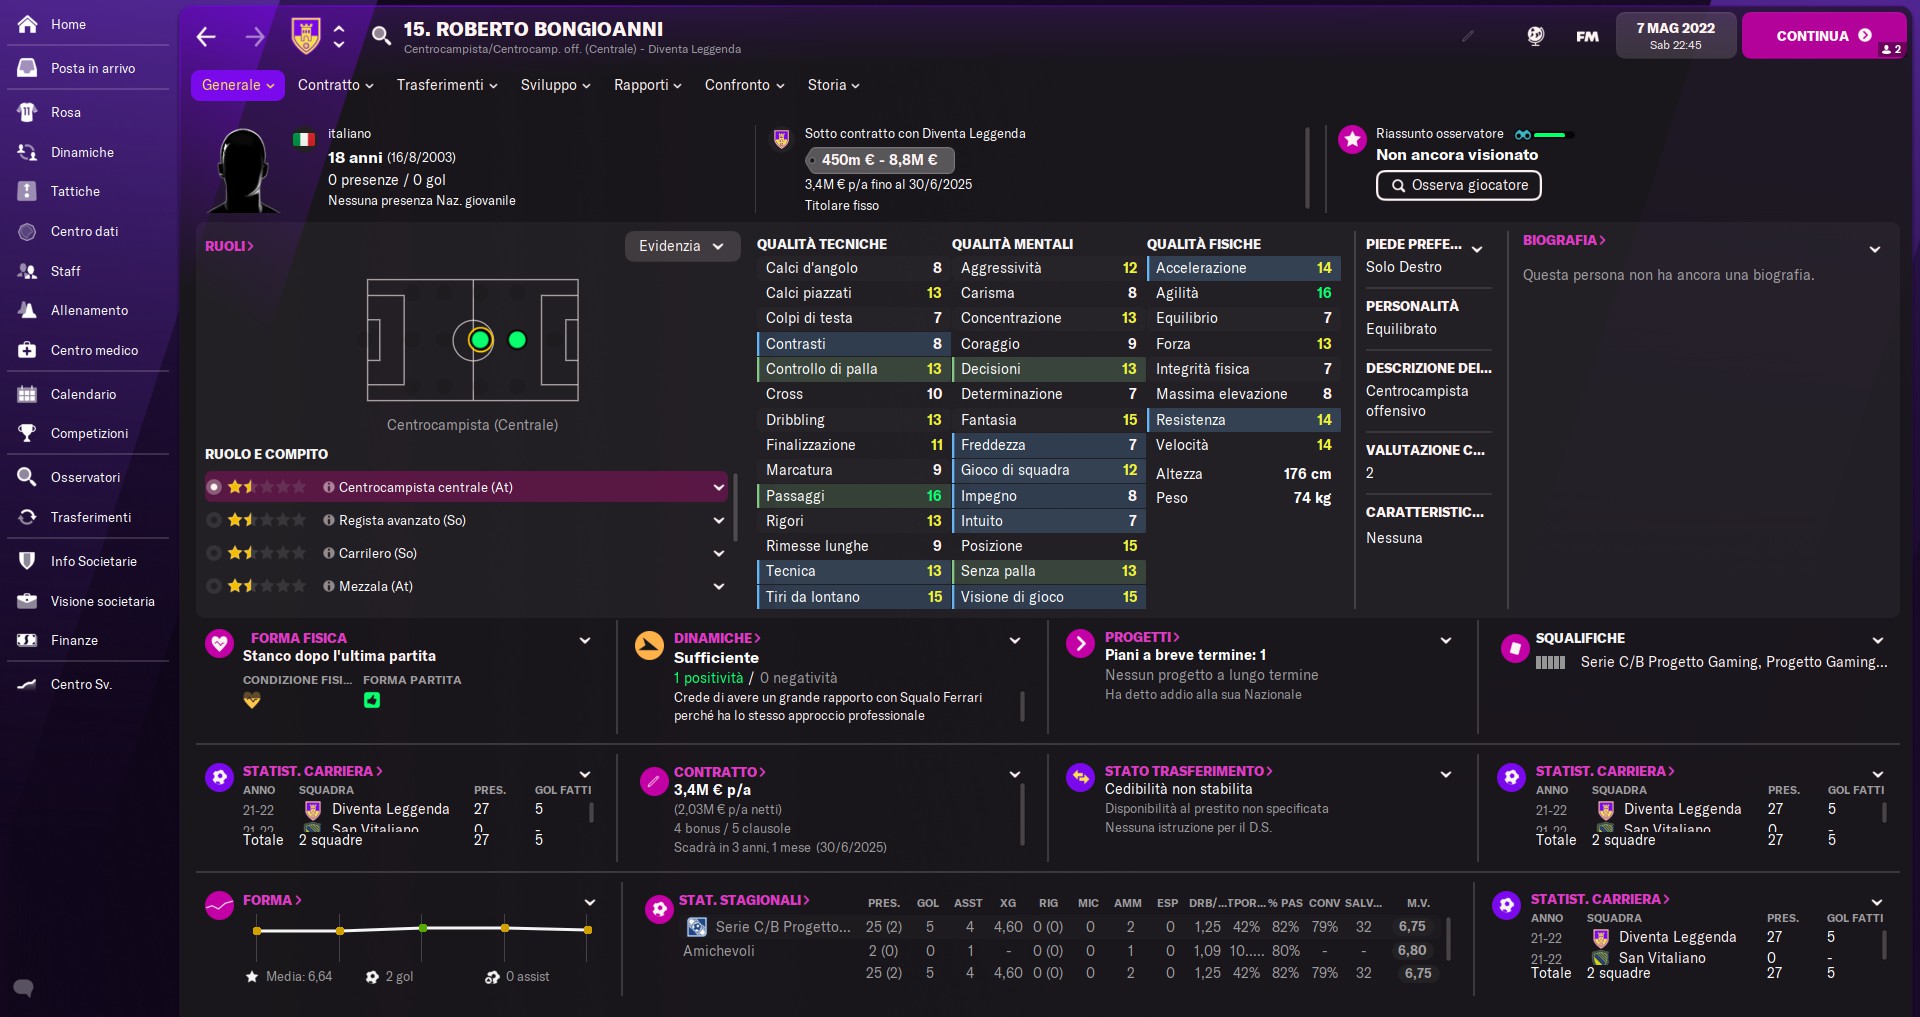 Home
Posta in arrivo
Rosa
Dinamiche
Tattiche
Centro dati
Staff
Allenamento
Centro medico
Calendario
Competizioni
Osservatori
Trasferimenti
Info Societarie
Visione societaria
Finanze
Centro Sv.
15. ROBERTO BONGIOANNI
Centrocampista/Centrocamp. off. (Centrale) - Diventa Leggenda
FM
7 MAG 2022
Sab 22:45
CONTINUA
2
Generale
Contratto
Trasferimenti
Sviluppo
Rapporti
Confronto
Storia
italiano
18 anni (16/8/2003)
0 presenze / 0 gol
Nessuna presenza Naz. giovanile
Sotto contratto con Diventa Leggenda
450m € - 8,8M €
3,4M € p/a fino al 30/6/2025
Titolare fisso
Riassunto osservatore
Non ancora visionato
Osserva giocatore
RUOLI
Evidenzia
Centrocampista (Centrale)
RUOLO E COMPITO
Centrocampista centrale (At)
Regista avanzato (So)
Carrilero (So)
Mezzala (At)
QUALITÀ TECNICHE
Calci d'angolo 8
Calci piazzati 13
Colpi di testa 7
Contrasti 8
Controllo di palla 13
Cross 10
Dribbling 13
Finalizzazione 11
Marcatura 9
Passaggi 16
Rigori 13
Rimesse lunghe 9
Tecnica 13
Tiri da lontano 15
QUALITÀ MENTALI
Aggressività 12
Carisma 8
Concentrazione 13
Coraggio 9
Decisioni 13
Determinazione 7
Fantasia 15
Freddezza 7
Gioco di squadra 12
Impegno 8
Intuito 7
Posizione 15
Senza palla 13
Visione di gioco 15
QUALITÀ FISICHE
Accelerazione 14
Agilità 16
Equilibrio 7
Forza 13
Integrità fisica 7
Massima elevazione 8
Resistenza 14
Velocità 14
Altezza 176 cm
Peso 74 kg
PIEDE PREFE...
Solo Destro
PERSONALITÀ
Equilibrato
DESCRIZIONE DEI...
Centrocampista
offensivo
VALUTAZIONE C...
2
CARATTERISTIC...
Nessuna
BIOGRAFIA
Questa persona non ha ancora una biografia.
FORMA FISICA
Stanco dopo l'ultima partita
CONDIZIONE FISI... FORMA PARTITA
DINAMICHE
Sufficiente
1 positività / 0 negatività
Crede di avere un grande rapporto con Squalo Ferrari
perché ha lo stesso approccio professionale
PROGETTI
Piani a breve termine: 1
Nessun progetto a lungo termine
Ha detto addio alla sua Nazionale
SQUALIFICHE
Serie C/B Progetto Gaming, Progetto Gaming...
STATIST. CARRIERA
ANNO SQUADRA PRES. GOL FATTI
21-22 Diventa Leggenda 27 5
21-22 San Vitaliano 0 -
Totale 2 squadre 27 5
CONTRATTO
3,4M € p/a
(2,03M € p/a netti)
4 bonus / 5 clausole
Scadrà in 3 anni, 1 mese (30/6/2025)
STATO TRASFERIMENTO
Cedibilità non stabilita
Disponibilità al prestito non specificata
Nessuna istruzione per il D.S.
STATIST. CARRIERA
ANNO SQUADRA PRES. GOL FATTI
21-22 Diventa Leggenda 27 5
21-22 San Vitaliano 0 -
Totale 2 squadre 27 5
FORMA
Media: 6,64 2 gol 0 assist
STAT. STAGIONALI PRES. GOL ASST XG RIG MIC AMM ESP DRB/... TPOR... % PAS CONV SALV... M.V.
Serie C/B Progetto... 25 (2) 5 4 4,60 0 (0) 0 2 0 1,25 42% 82% 79% 32 6,75
Amichevoli 2 (0) 0 1 - 0 (0) 0 1 0 1,09 10..... 80% - - 6,80
25 (2) 5 4 4,60 0 (0) 0 2 0 1,25 42% 82% 79% 32 6,75
STATIST. CARRIERA
ANNO SQUADRA PRES. GOL FATTI
21-22 Diventa Leggenda 27 5
21-22 San Vitaliano 0 -
Totale 2 squadre 27 5